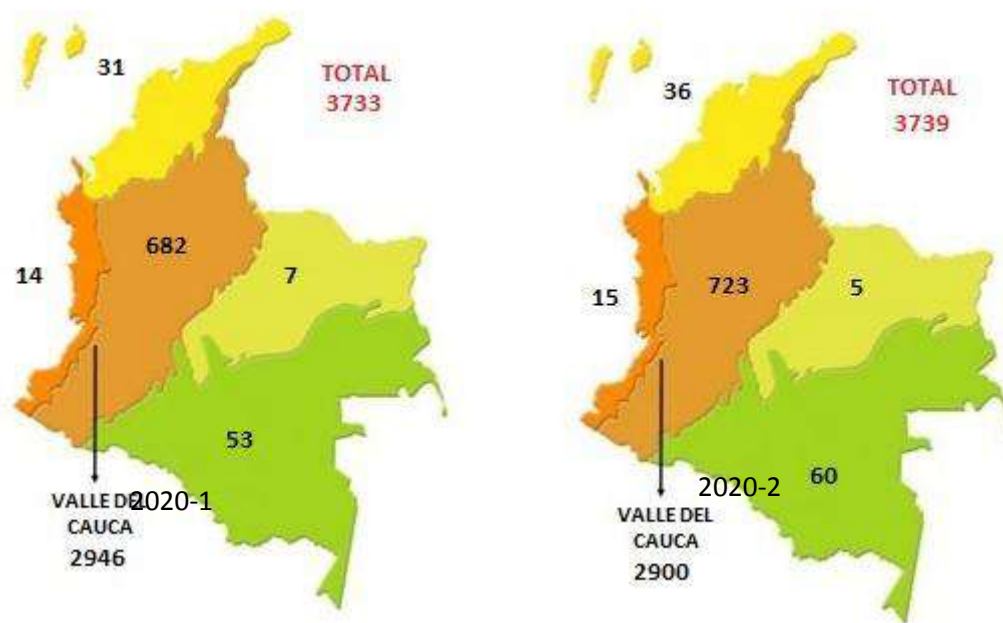 31
TOTAL
3733
682
14
7
53
VALLE DEL
CAUCA
2946
2020-1
36
TOTAL
3739
723
15
5
60
2020-2
VALLE DEL
CAUCA
2900